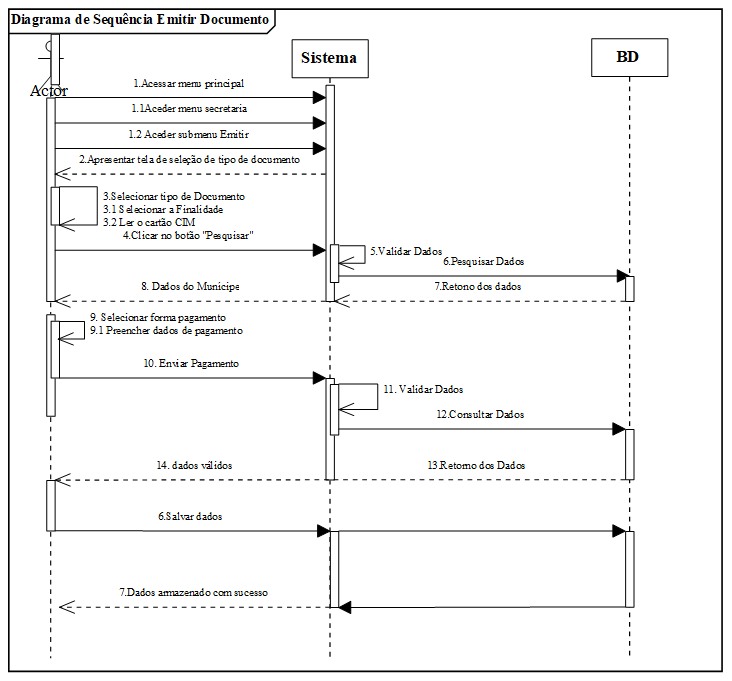 Diagrama de Sequência Emitir Documento
Sistema
BD
Actor
1.Acessar menu principal
1.1Aceder menu secretaria
1.2 Aceder submenu Emitir
2.Apresentar tela de seleção de tipo de documento
3.Selecionar tipo de Documento
3.1 Selecionar a Finalidade
3.2 Ler o cartão CIM
4.Clicar no botão "Pesquisar"
5.Validar Dados
6.Pesquisar Dados
7.Retono dos dados
8. Dados do Municipe
9. Selecionar forma pagamento
9.1 Preencher dados de pagamento
10. Enviar Pagamento
11. Validar Dados
12.Consultar Dados
13.Retorno dos Dados
14. dados válidos
6.Salvar dados
7.Dados armazenado com sucesso